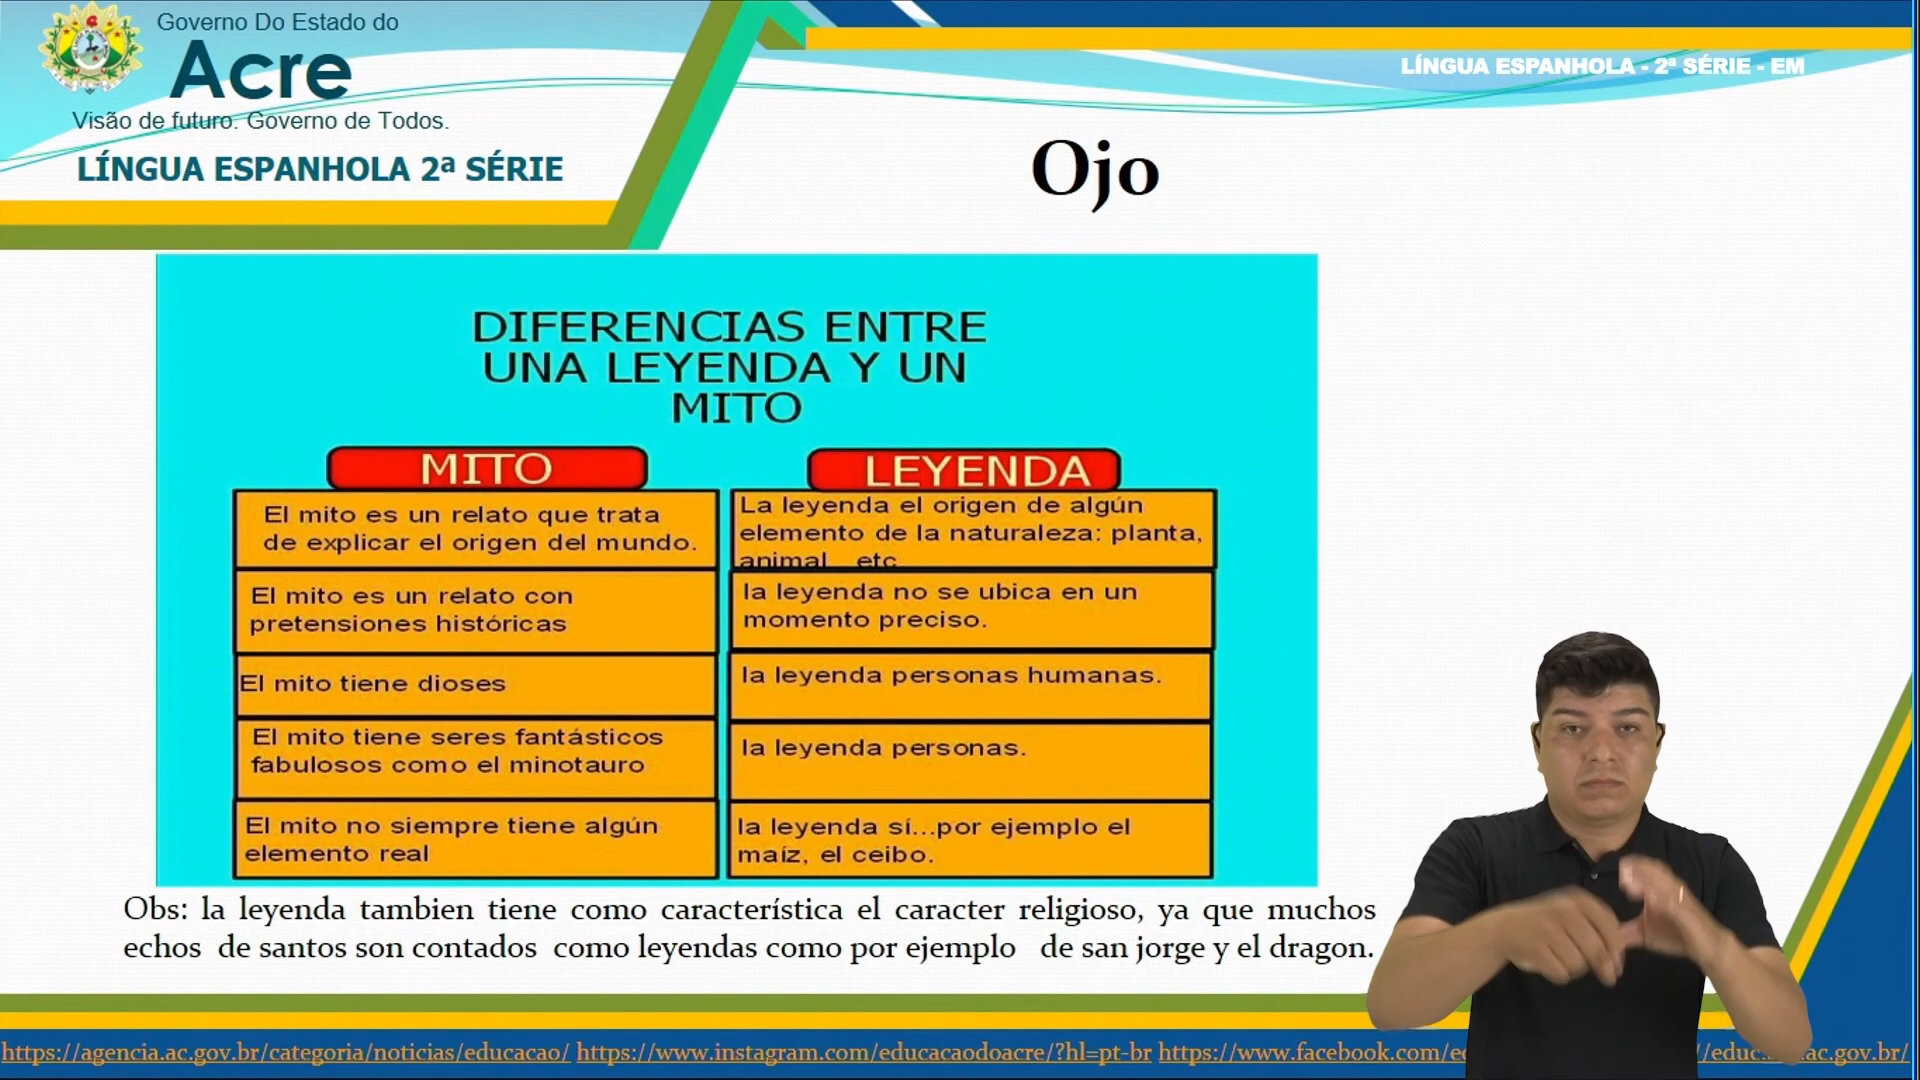 Governo Do Estado do
Acre
Visão de futuro. Governo de Todos.
LÍNGUA ESPANHOLA 2ª SÉRIE
LÍNGUA ESPANHOLA - 2ª SÉRIE - EM
Ojo
DIFERENCIAS ENTRE
UNA LEYENDA Y UN
MITO
MITO
El mito es un relato que trata
de explicar el origen del mundo.
El mito es un relato con
pretensiones históricas
El mito tiene dioses
El mito tiene seres fantásticos
fabulosos como el minotauro
El mito no siempre tiene algún
elemento real
LEYENDA
La leyenda el origen de algún
elemento de la naturaleza: planta,
animal etc
la leyenda no se ubica en un
momento preciso.
la leyenda personas humanas.
la leyenda personas.
la leyenda sí...por ejemplo el
maíz, el ceibo.
Obs: la leyenda tambien tiene como característica el caracter religioso, ya que muchos
echos de santos son contados como leyendas como por ejemplo de san jorge y el dragon.
https://agencia.ac.gov.br/categoria/noticias/educacao/ https://www.instagram.com/educacaodoacre/?hl=pt-br https://www.facebook.com/